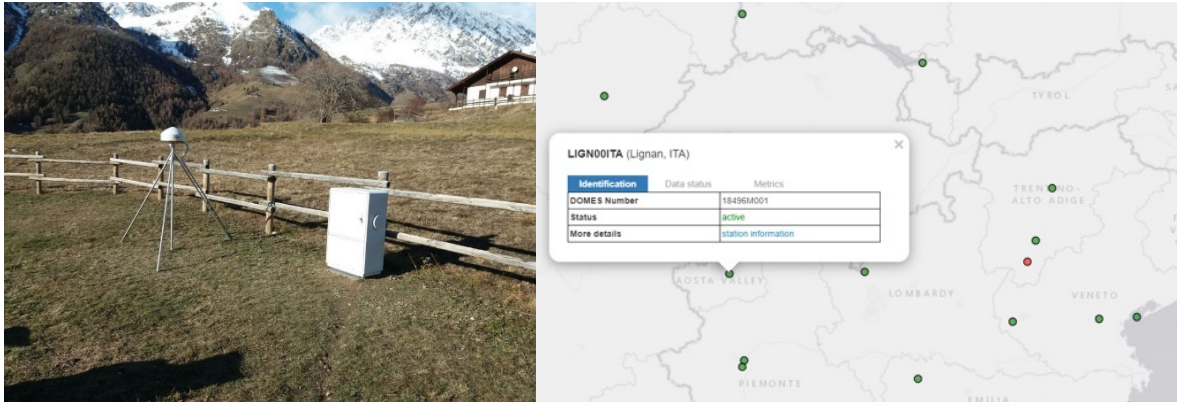 TYROL
LIGN00ITA (Lignan, ITA)
×
Identification Data status Metrics
DOMES Number 18496M001
Status active
More details station information
TRENTINO-
ALTO ADIGE
AOSTA VALLEY
LOMBARDY
VENETO
PIEMONTE
EMILIA